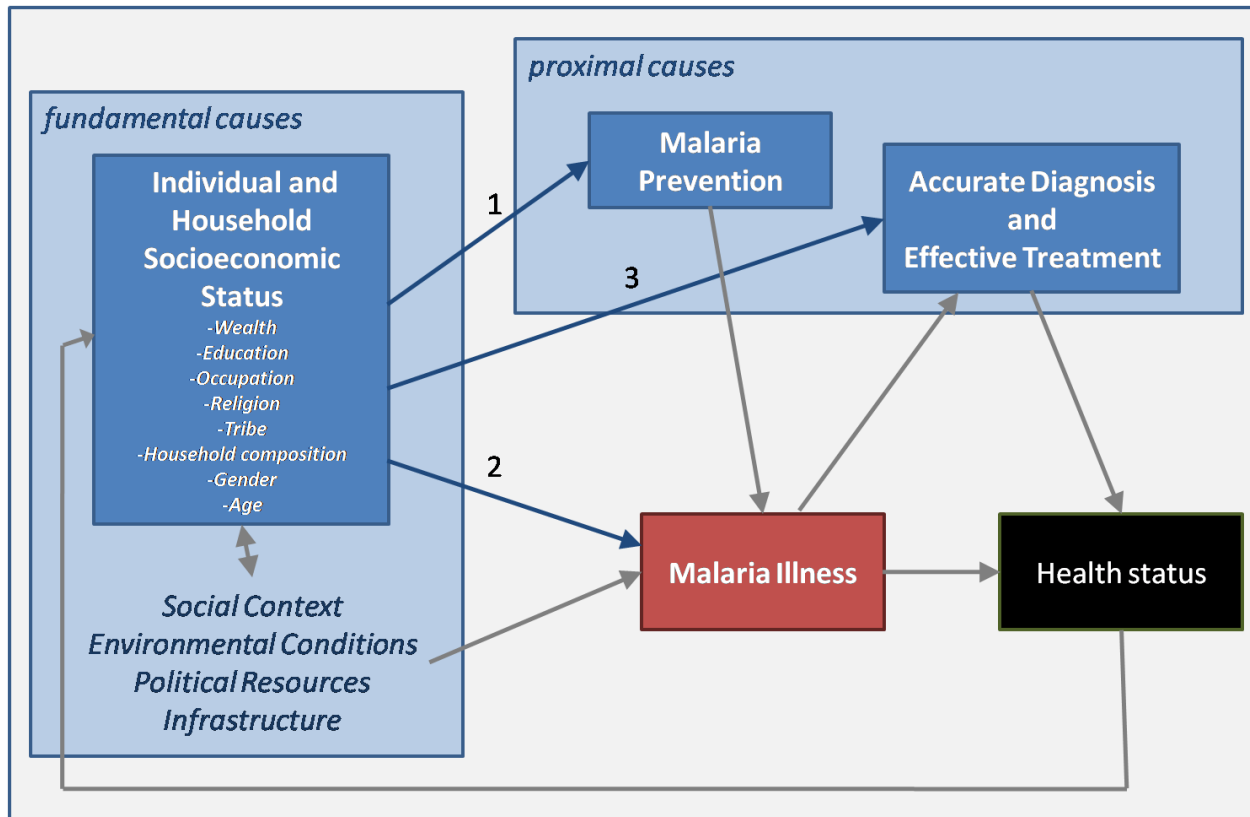 fundamental causes
Individual and
Household
Socioeconomic
Status
-Wealth
-Education
-Occupation
-Religion
-Tribe
-Household composition
-Gender
-Age
Social Context
Environmental Conditions
Political Resources
Infrastructure
1
3
2
proximal causes
Malaria
Prevention
Accurate Diagnosis
and
Effective Treatment
Malaria Illness
Health status